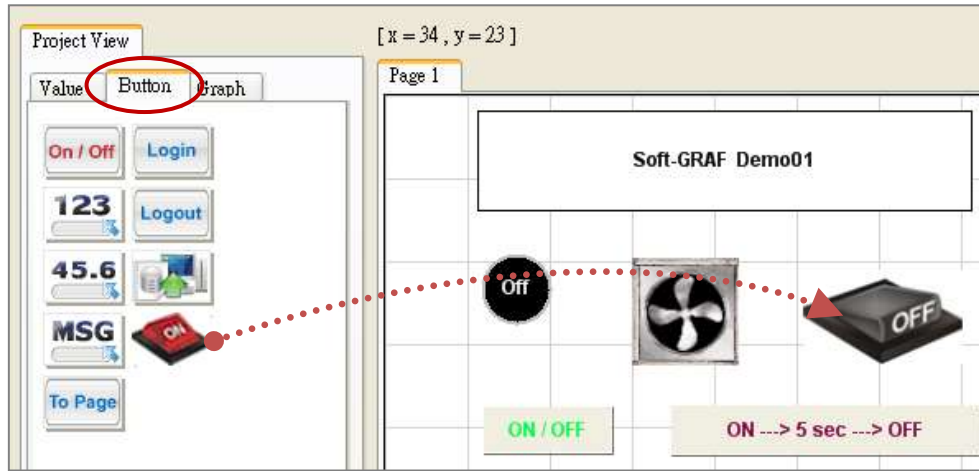 Project View
[ x = 34 , y = 23 ]
Value
Button
Graph
Page 1
On / Off
Login
Soft-GRAF Demo01
123
Logout
45.6
Off
OFF
MSG
ON
To Page
ON / OFF
ON ---> 5 sec ---> OFF